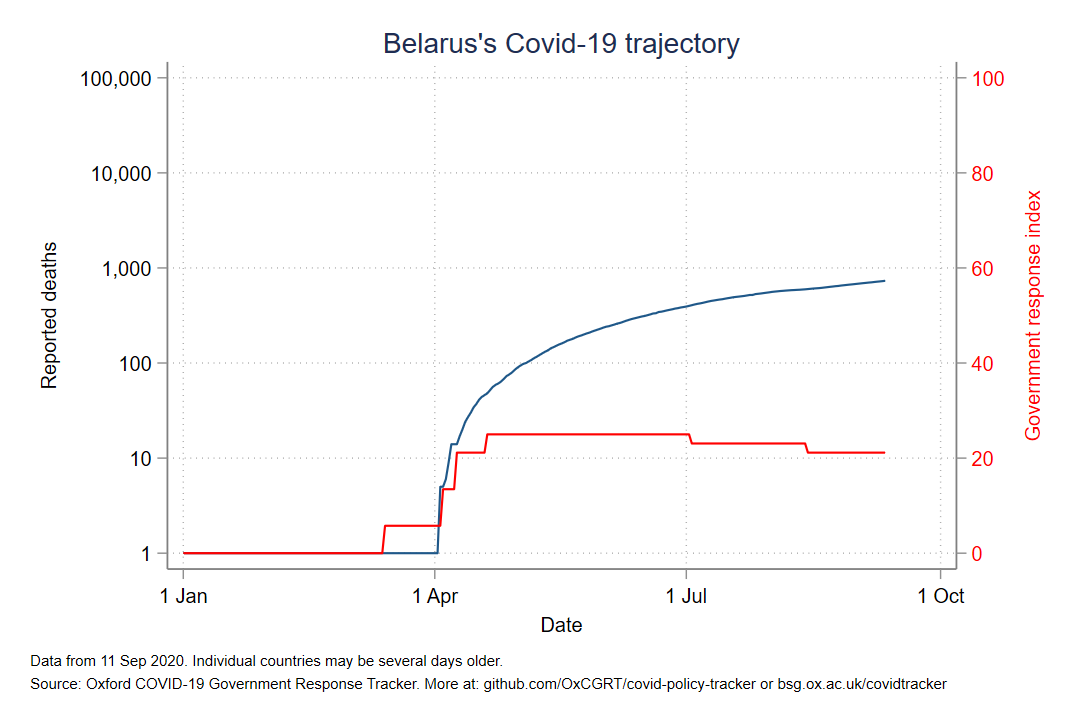 Belarus's Covid-19 trajectory
100,000
10,000
1,000
100
10
1
Reported deaths
100
80
60
40
20
0
Government response index
1 Jan
1 Apr
1 Jul
1 Oct
Date
Data from 11 Sep 2020. Individual countries may be several days older.
Source: Oxford COVID-19 Government Response Tracker. More at: github.com/OxCGRT/covid-policy-tracker or bsg.ox.ac.uk/covidtracker